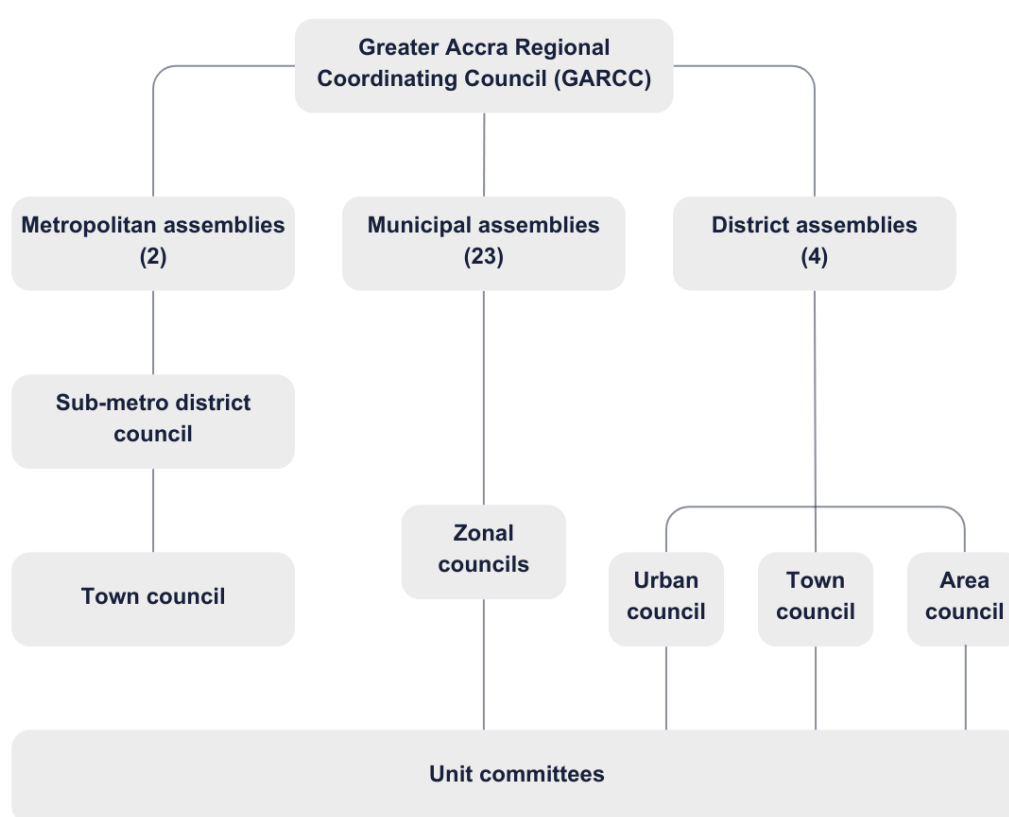 Greater Accra Regional
Coordinating Council (GARCC)
Metropolitan assemblies
(2)
Municipal assemblies
(23)
District assemblies
(4)
Sub-metro district
council
Town council
Zonal
councils
Urban
council
Town
council
Area
council
Unit committees